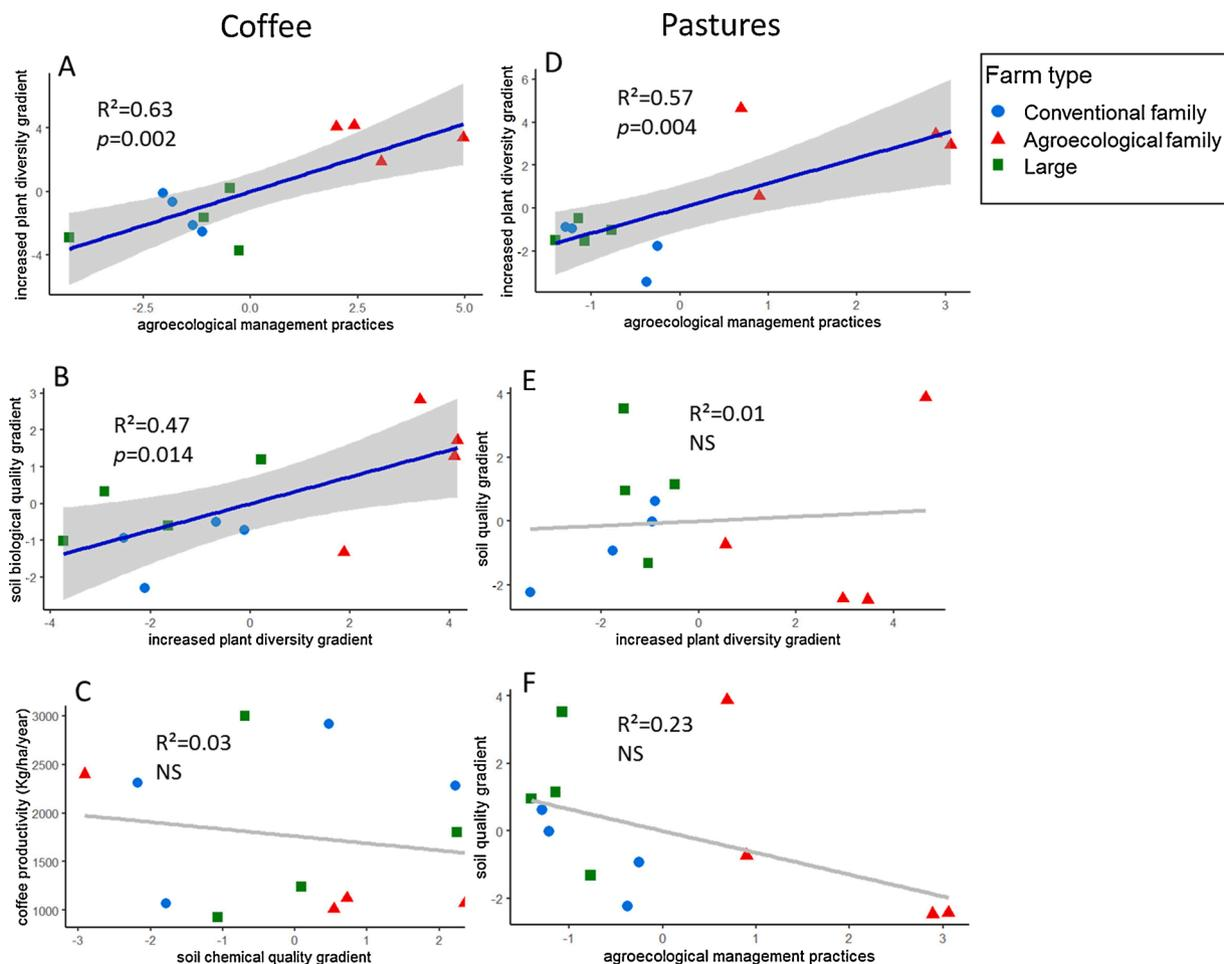 Coffee
Pastures
A
R²=0.63
p=0.002
increased plant diversity gradient
4
0
-4
-2.5
0.0
2.5
5.0
agroecological management practices
D
R²=0.57
p=0.004
increased plant diversity gradient
6
4
2
0
-2
-1
0
1
2
3
agroecological management practices
Farm type
Conventional family
Agroecological family
Large
B
R²=0.47
p=0.014
soil biological quality gradient
3
2
1
0
-1
-2
-4
-2
0
2
4
increased plant diversity gradient
E
R²=0.01
NS
soil quality gradient
4
2
0
-2
-2
0
2
4
increased plant diversity gradient
C
R²=0.03
NS
coffee productivity (Kg/ha/year)
3000
2500
2000
1500
1000
-3
-2
-1
0
1
2
soil chemical quality gradient
F
R²=0.23
NS
soil quality gradient
4
2
0
-2
-1
0
1
2
3
agroecological management practices